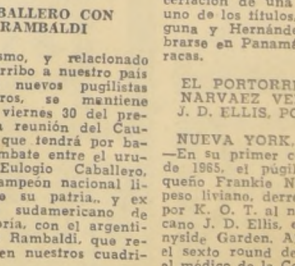 BALLERO CON
RAMBALDI
smo, y relacionado
rribo a nuestro país
nuevos pugilistas
ros, se mantiene
viernes 30 del pre-
a reunión del Cau-
que tendrá por ba-
mbate entre el uru-
Eulogio Caballero,
ampeón nacional li-
e su patria,. y ex
sudamericano de
oría, con el argenti-
Rambaldi, que re-
en nuestros cuadri-
uno de los títulos
guna y Hernánde
brarse en Panamá
racas.
EL PORTORRE
NARVAEZ VE
J. D. ELLIS, PO
NUEVA YORK,
—En su primer c
de 1965, el púgil
queño Frankie N
peso liviano, derro
por K. O. T. al n
cano J. D. Ellis, e
nyside Garden. A
el sexto round de